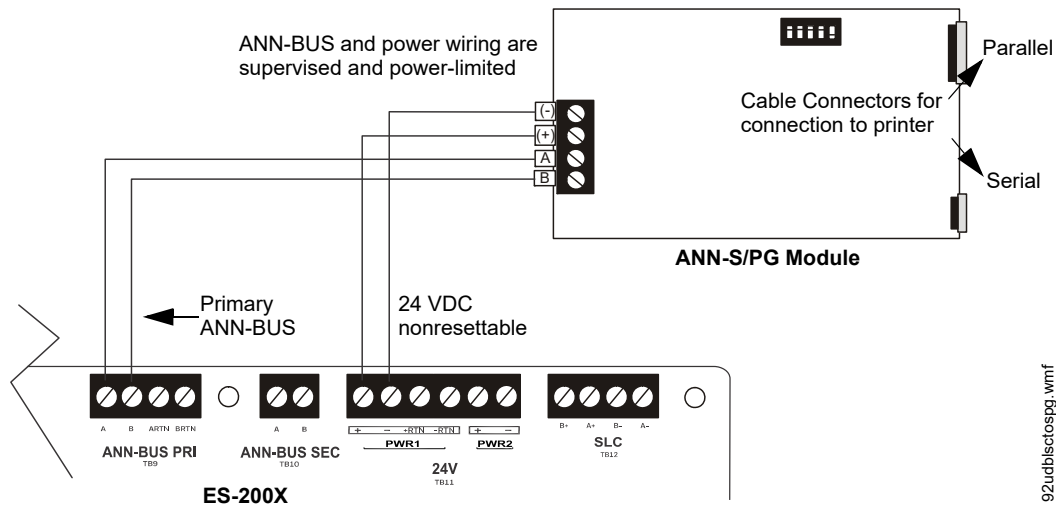 ANN-BUS and power wiring are
supervised and power-limited
Parallel
Cable Connectors for
connection to printer
Serial
(-)
(+)
A
B
ANN-S/PG Module
Primary
ANN-BUS
24 VDC
nonresettable
A B ARTN BRTN
ANN-BUS PRI
TB9
A B
ANN-BUS SEC
TB10
+ – +RTN -RTN + –
PWR1 PWR2
24V
TB11
B+ A+ B- A-
SLC
TB12
ES-200X
92udblsctospg.wmf